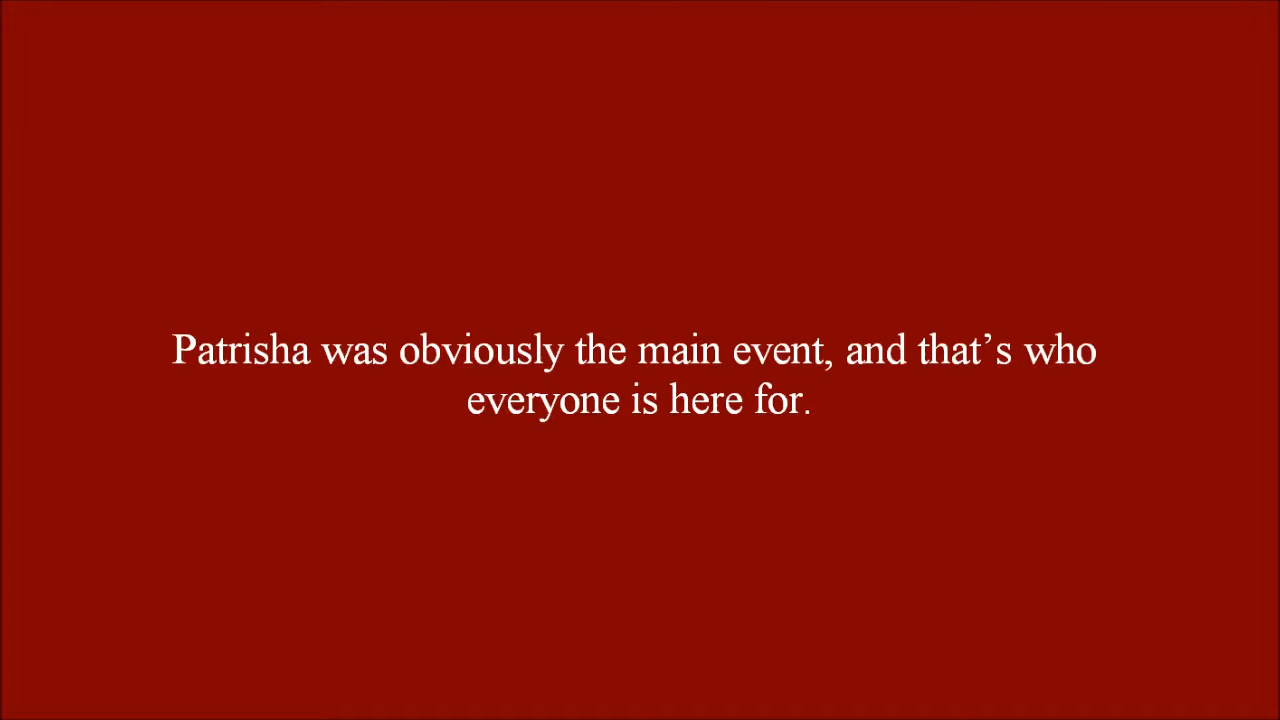 Patrisha was obviously the main event, and that’s who
everyone is here for.